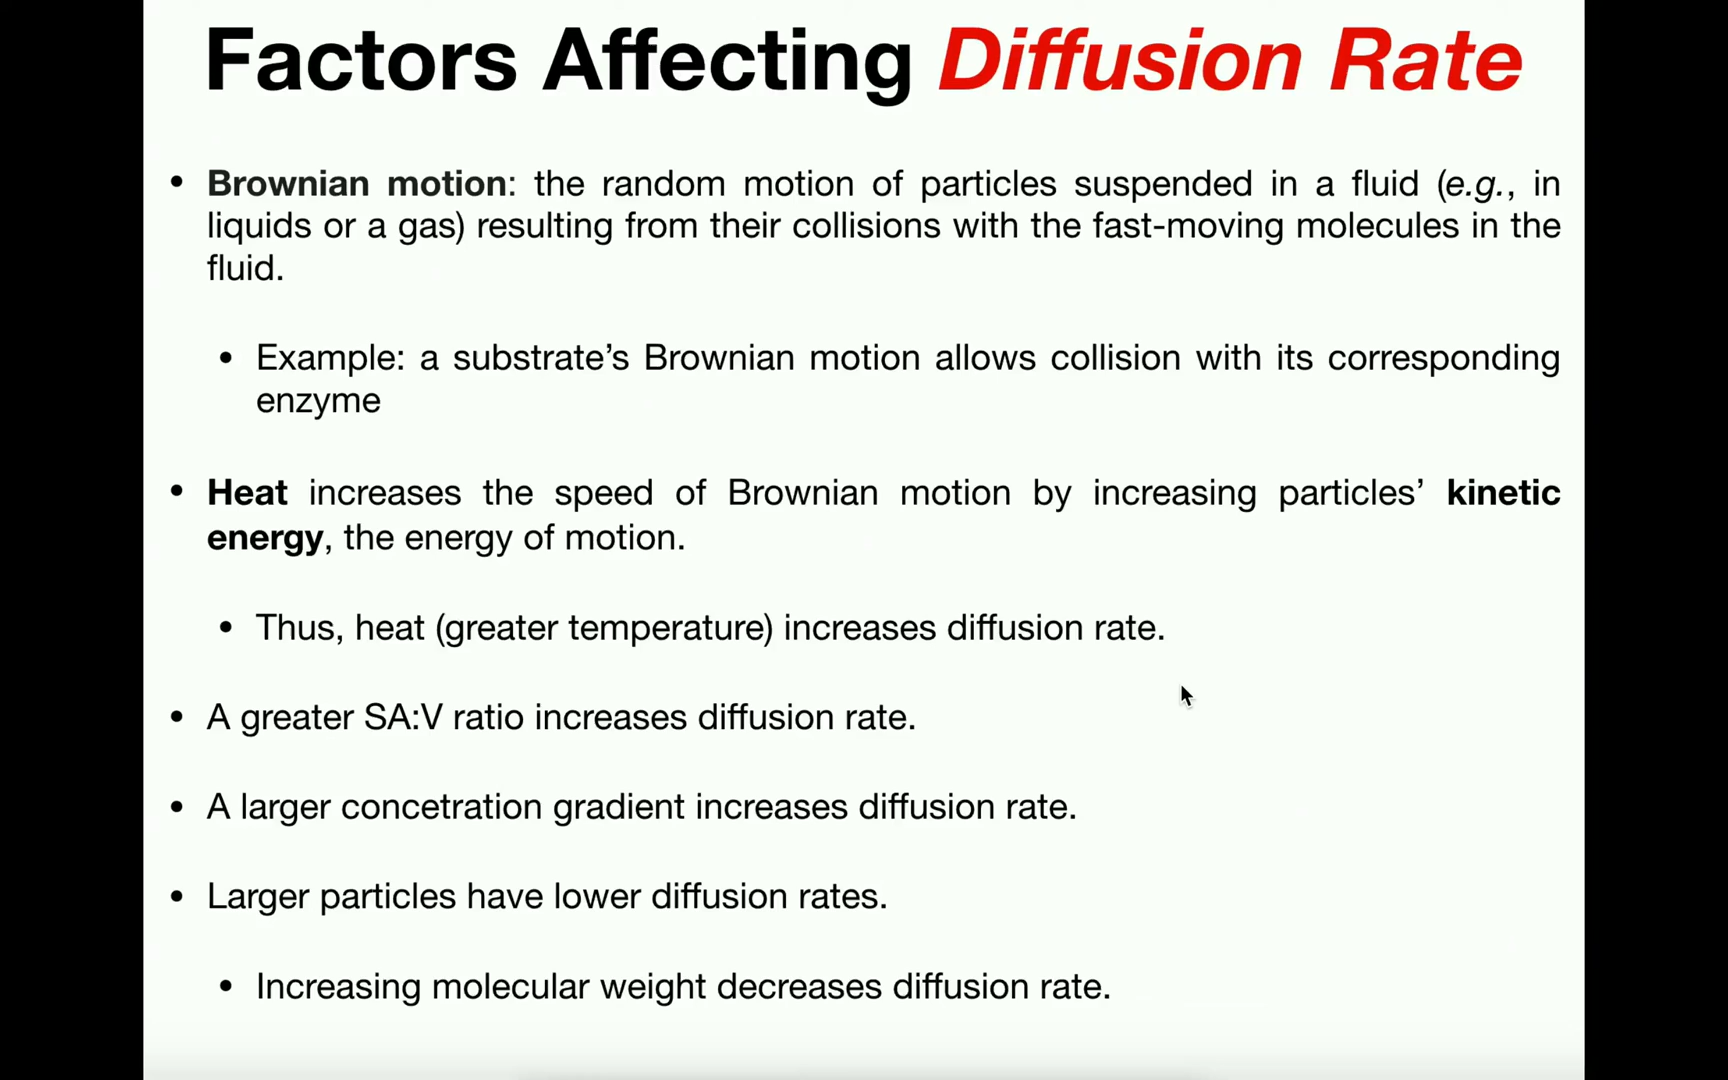 Factors Affecting Diffusion Rate
• Brownian motion: the random motion of particles suspended in a fluid (e.g., in
liquids or a gas) resulting from their collisions with the fast-moving molecules in the
fluid.
• Example: a substrate’s Brownian motion allows collision with its corresponding
enzyme
• Heat increases the speed of Brownian motion by increasing particles’ kinetic
energy, the energy of motion.
• Thus, heat (greater temperature) increases diffusion rate.
• A greater SA:V ratio increases diffusion rate.
• A larger concetration gradient increases diffusion rate.
• Larger particles have lower diffusion rates.
• Increasing molecular weight decreases diffusion rate.